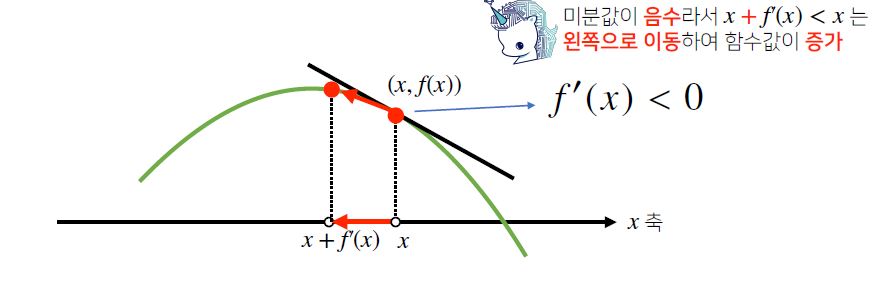 미분값이 음수라서 x + f'(x) < x 는
왼쪽으로 이동하여 함수값이 증가
(x, f(x))
f'(x) < 0
x 축
x + f'(x) x